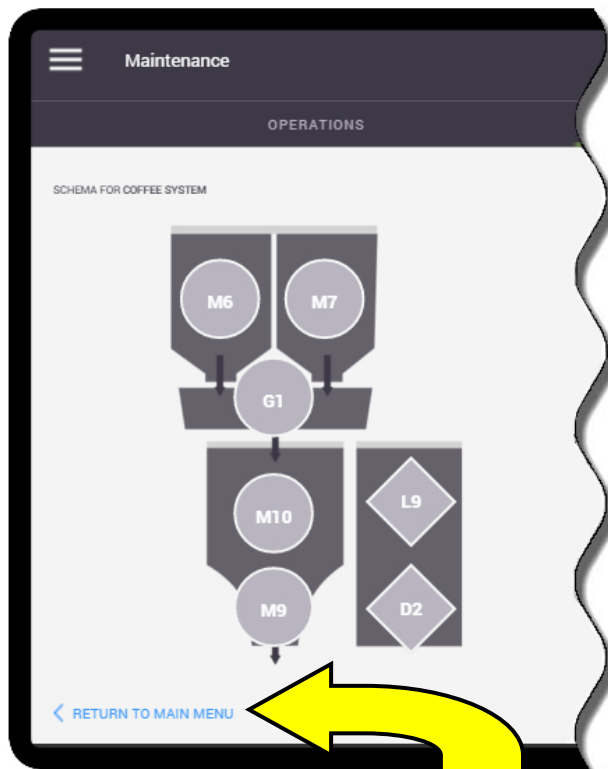 Maintenance
OPERATIONS
SCHEMA FOR COFFEE SYSTEM
M6 M7
G1
M10 L9
M9 D2
RETURN TO MAIN MENU